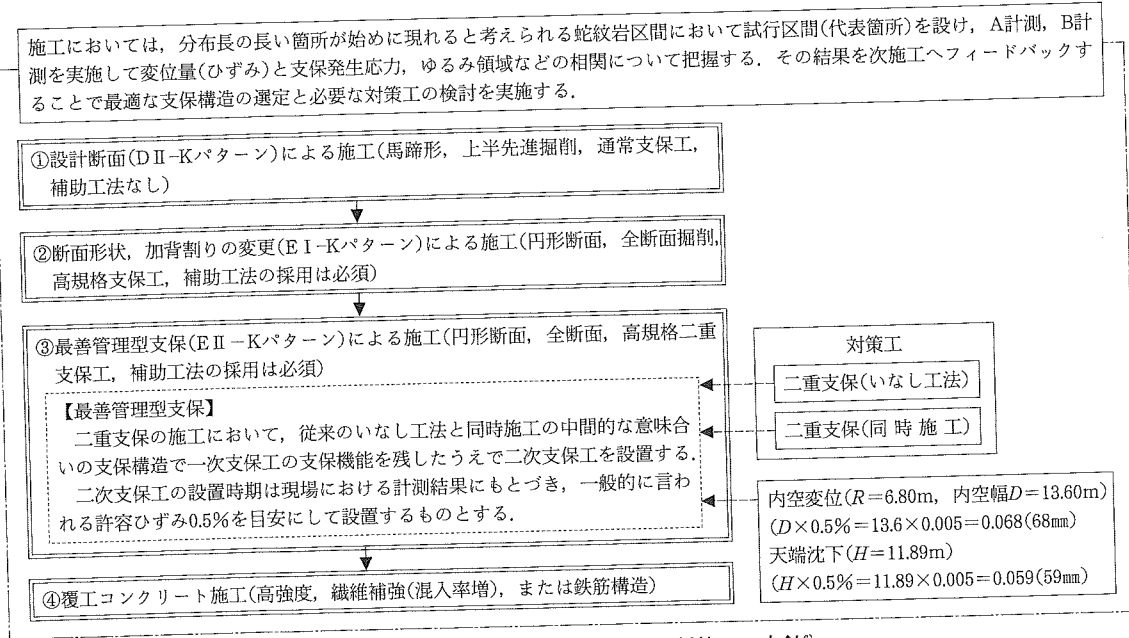 施工においては，分布長の長い箇所が始めに現れると考えられる蛇紋岩区間において試行区間(代表箇所)を設け，A計測，B計
測を実施して変位量(ひずみ)と支保発生応力，ゆるみ領域などの相関について把握する．その結果を次施工へフィードバックす
ることで最適な支保構造の選定と必要な対策工の検討を実施する．
①設計断面(DⅡ-Kパターン)による施工(馬蹄形，上半先進掘削，通常支保工，
補助工法なし)
②断面形状，加背割りの変更(EⅠ-Kパターン)による施工(円形断面，全断面掘削，
高規格支保工，補助工法の採用は必須)
③最善管理型支保(EⅡ－Kパターン)による施工(円形断面，全断面，高規格二重
支保工，補助工法の採用は必須)
【最善管理型支保】
二重支保の施工において，従来のいなし工法と同時施工の中間的な意味合
いの支保構造で一次支保工の支保機能を残したうえで二次支保工を設置する．
二次支保工の設置時期は現場における計測結果にもとづき，一般的に言わ
れる許容ひずみ0.5％を目安にして設置するものとする．
対策工
二重支保(いなし工法)
二重支保(同時施工)
内空変位(R＝6.80m，内空幅D＝13.60m)
(D×0.5％＝13.6×0.005＝0.068(68㎜)
天端沈下(H＝11.89m)
(H×0.5％＝11.89×0.005＝0.059(59㎜)
④覆工コンクリート施工(高強度，繊維補強(混入率増)，または鉄筋構造)